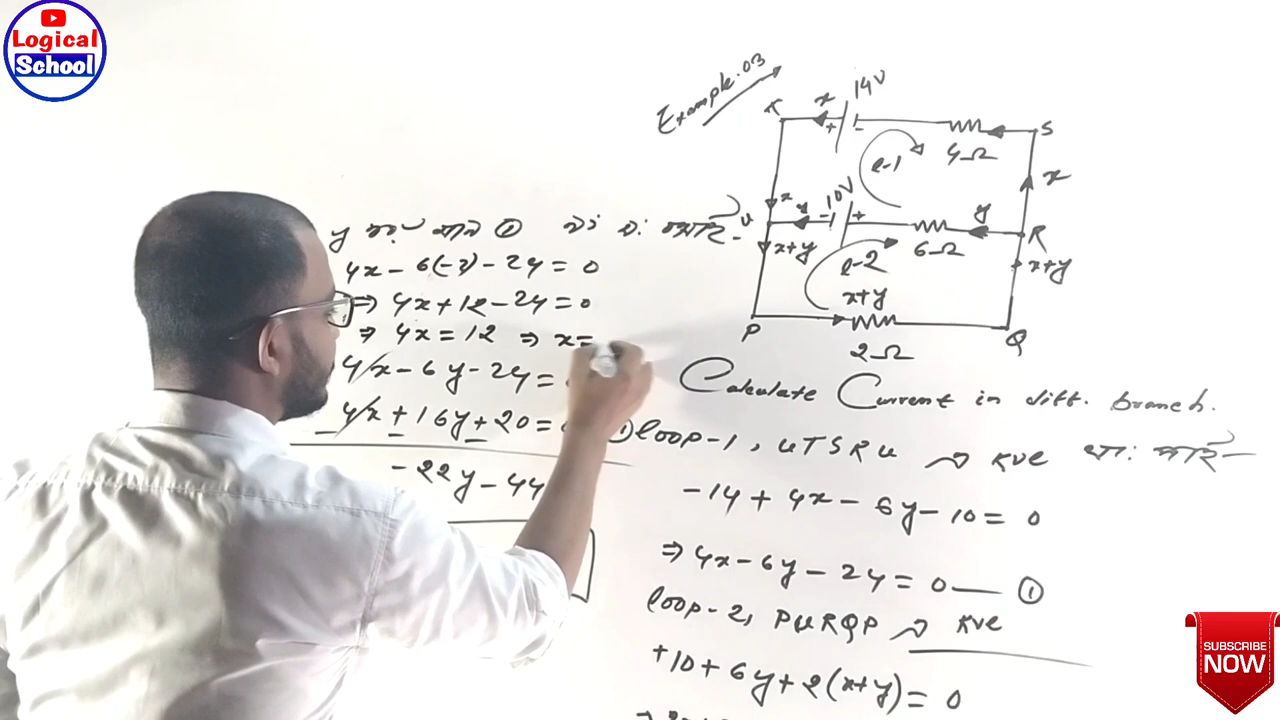 Logical
School
Example.03
T
x
14V
+
-
4Ω
S
l-1
x
x
u
y
-
10V
+
6Ω
y
R
x+y
x+y
l-2
x+y
P
2Ω
Q
Calculate Current in diff. branch.
4x - 6(-2) - 24 = 0
⇒ 4x + 12 - 24 = 0
⇒ 4x = 12 ⇒ x =
4x - 6y - 24 =
4x + 16y + 20 =
- - -
-22y - 44
loop-1, UTSRU → KVL
-14 + 4x - 6y - 10 = 0
⇒ 4x - 6y - 24 = 0 — ①
loop-2, PURQP → KVL
+10 + 6y + 2(x+y) = 0
SUBSCRIBE
NOW